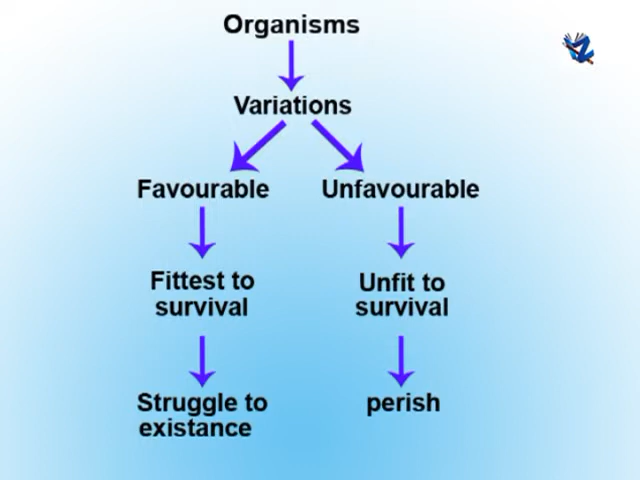 Organisms
Variations
Favourable
Unfavourable
Fittest to
survival
Unfit to
survival
Struggle to
existance
perish